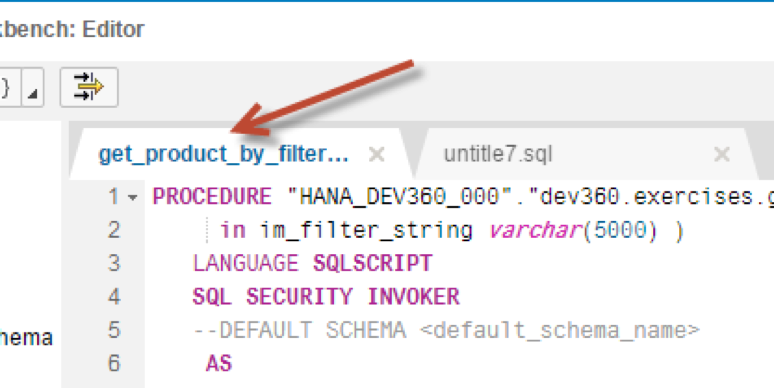 kbench: Editor
}
get_product_by_filter... ×
untitle7.sql ×
1 PROCEDURE "HANA_DEV360_000"."dev360.exercises.g
2 in im_filter_string varchar(5000) )
3 LANGUAGE SQLSCRIPT
4 SQL SECURITY INVOKER
5 --DEFAULT SCHEMA <default_schema_name>
hema
6 AS